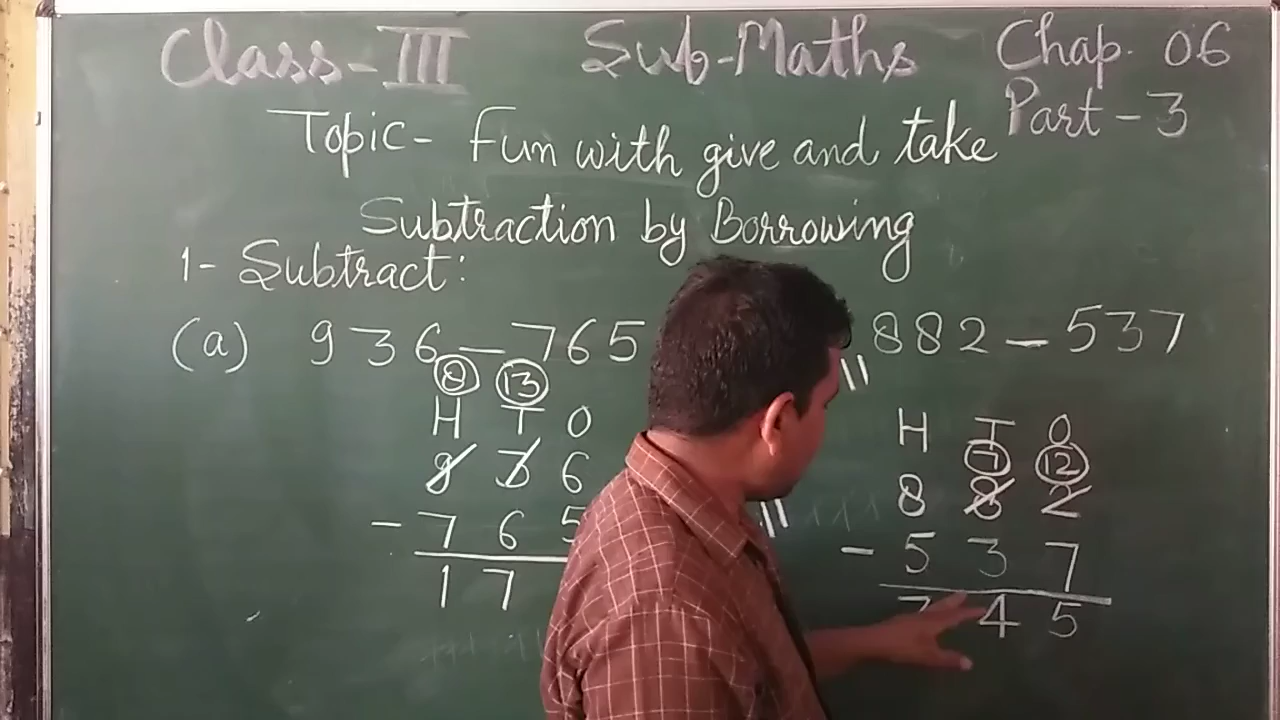 Class-III Sub-Maths Chap. 06
Part-3
Topic- Fun with give and take
Subtraction by Borrowing
1- Subtract:
(a) 936 - 765 882 - 537
8 13
H T O H T O
7 12
9 3 6 8 8 2
- 7 6 5 - 5 3 7
1 7 4 5